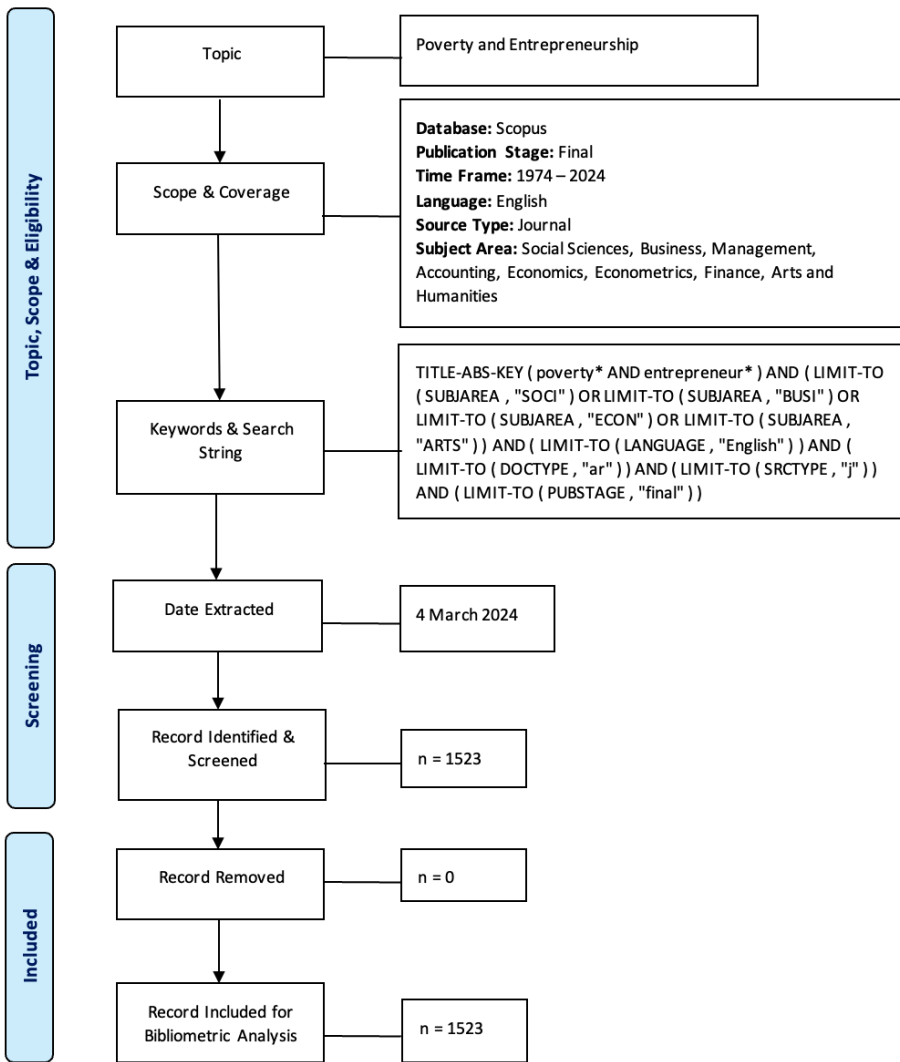 Topic, Scope & Eligibility
Topic
Poverty and Entrepreneurship
Scope & Coverage
Database: Scopus
Publication Stage: Final
Time Frame: 1974 – 2024
Language: English
Source Type: Journal
Subject Area: Social Sciences, Business, Management,
Accounting, Economics, Econometrics, Finance, Arts and
Humanities
Keywords & Search
String
TITLE-ABS-KEY ( poverty* AND entrepreneur* ) AND ( LIMIT-TO
( SUBJAREA , "SOCI" ) OR LIMIT-TO ( SUBJAREA , "BUSI" ) OR
LIMIT-TO ( SUBJAREA , "ECON" ) OR LIMIT-TO ( SUBJAREA ,
"ARTS" ) ) AND ( LIMIT-TO ( LANGUAGE , "English" ) ) AND (
LIMIT-TO ( DOCTYPE , "ar" ) ) AND ( LIMIT-TO ( SRCTYPE , "j" ) )
AND ( LIMIT-TO ( PUBSTAGE , "final" ) )
Screening
Date Extracted
4 March 2024
Record Identified &
Screened
n = 1523
Included
Record Removed
n = 0
Record Included for
Bibliometric Analysis
n = 1523